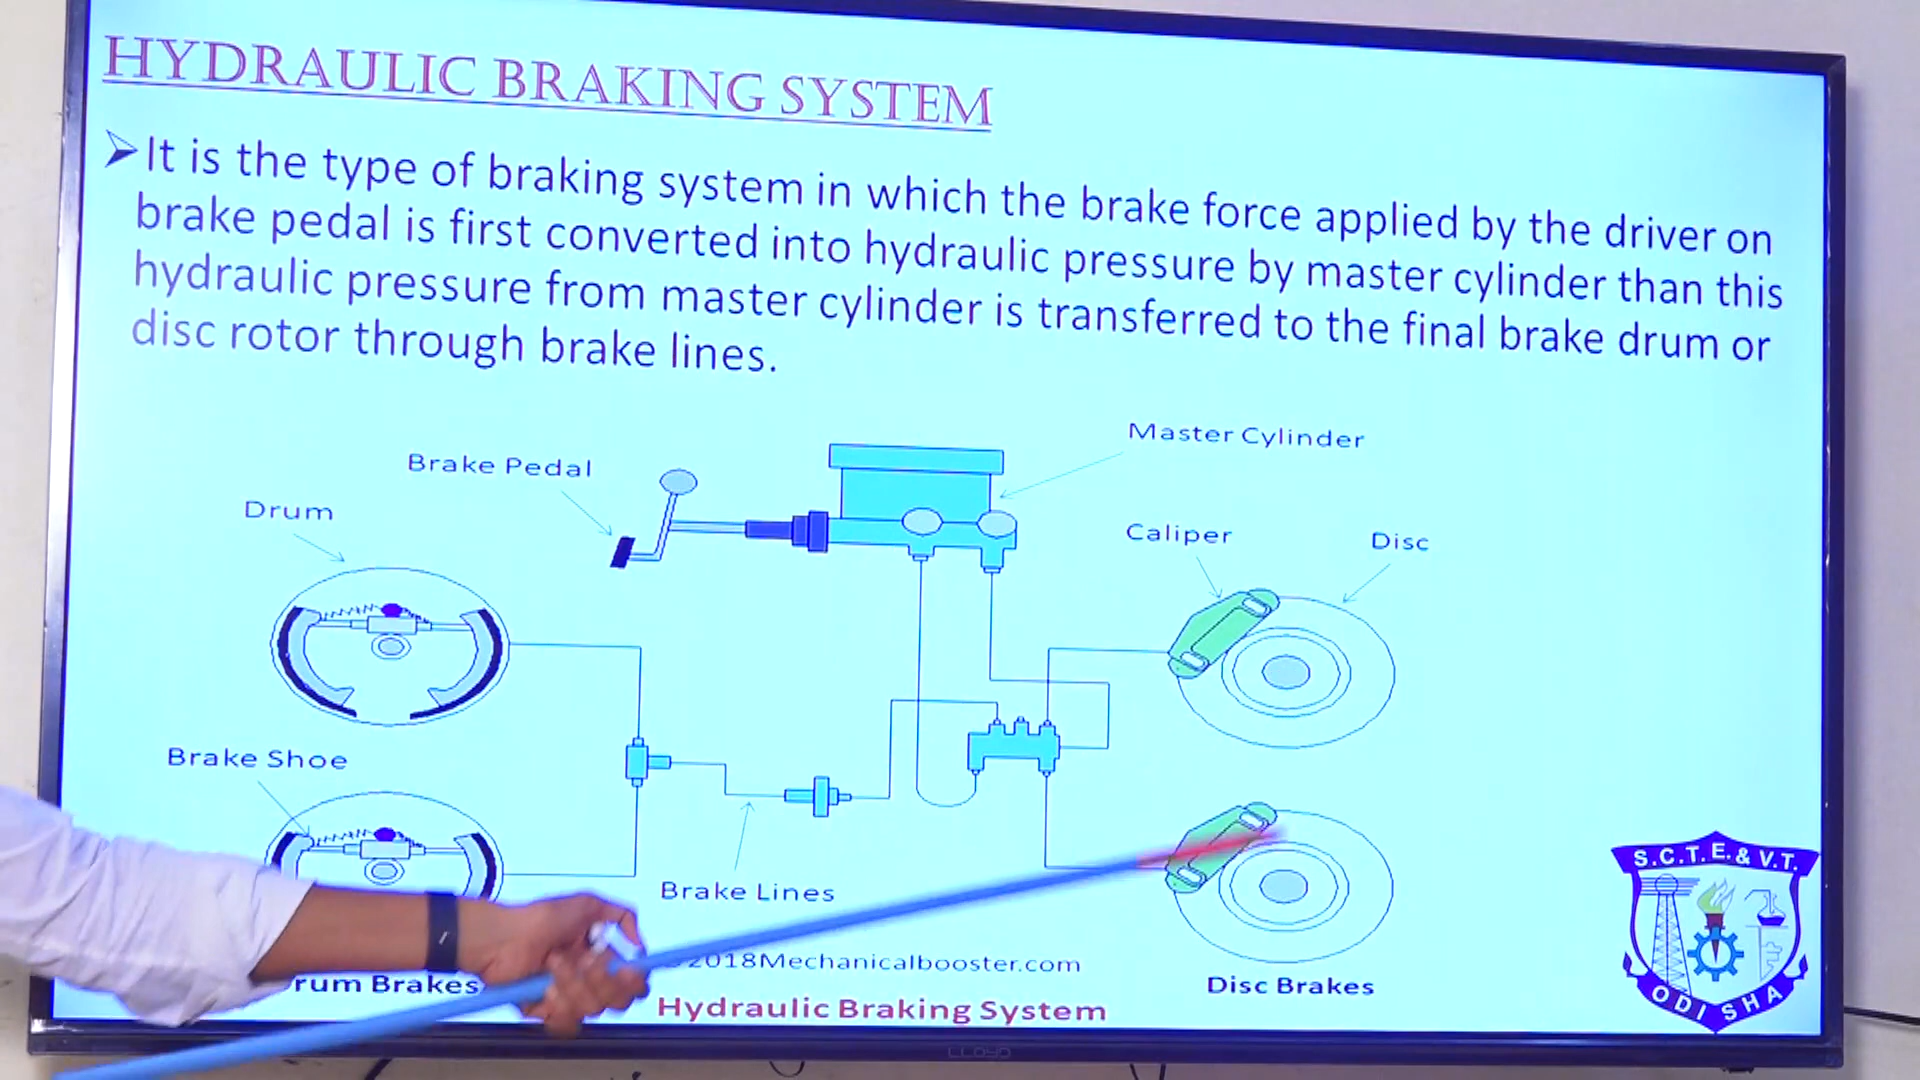 HYDRAULIC BRAKING SYSTEM
➢It is the type of braking system in which the brake force applied by the driver on
brake pedal is first converted into hydraulic pressure by master cylinder than this
hydraulic pressure from master cylinder is transferred to the final brake drum or
disc rotor through brake lines.
Master Cylinder
Brake Pedal
Drum
Caliper
Disc
Brake Shoe
Brake Lines
2018Mechanicalbooster.com
rum Brakes
Disc Brakes
Hydraulic Braking System
S.C.T.E.& V.T.
ODISHA
LLOYD